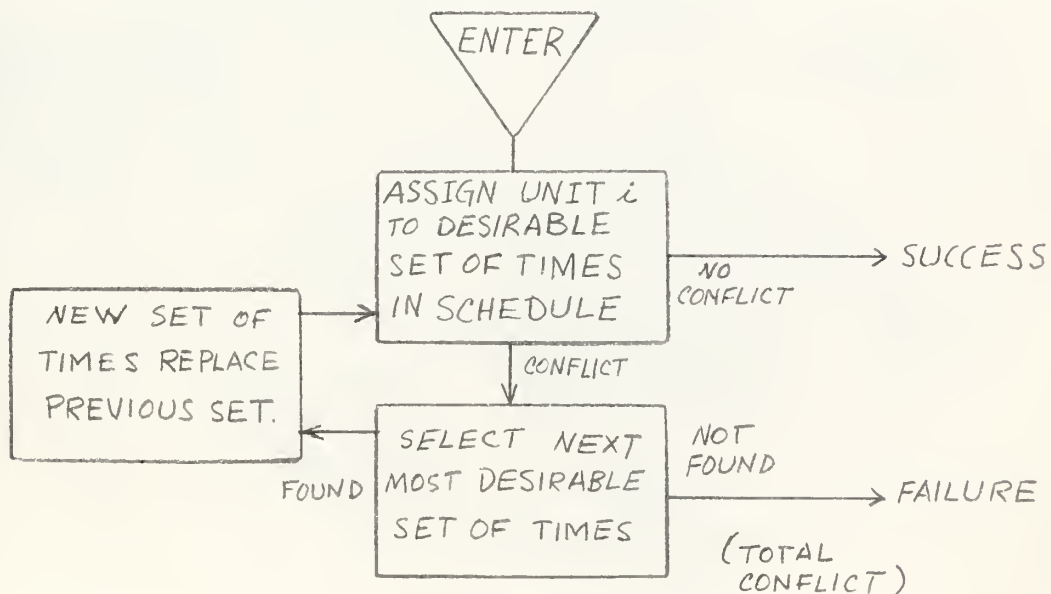 ENTER
ASSIGN UNIT i
TO DESIRABLE
SET OF TIMES
IN SCHEDULE
NO
CONFLICT
SUCCESS
CONFLICT
NEW SET OF
TIMES REPLACE
PREVIOUS SET.
FOUND
SELECT NEXT
MOST DESIRABLE
SET OF TIMES
NOT
FOUND
FAILURE
(TOTAL
CONFLICT)